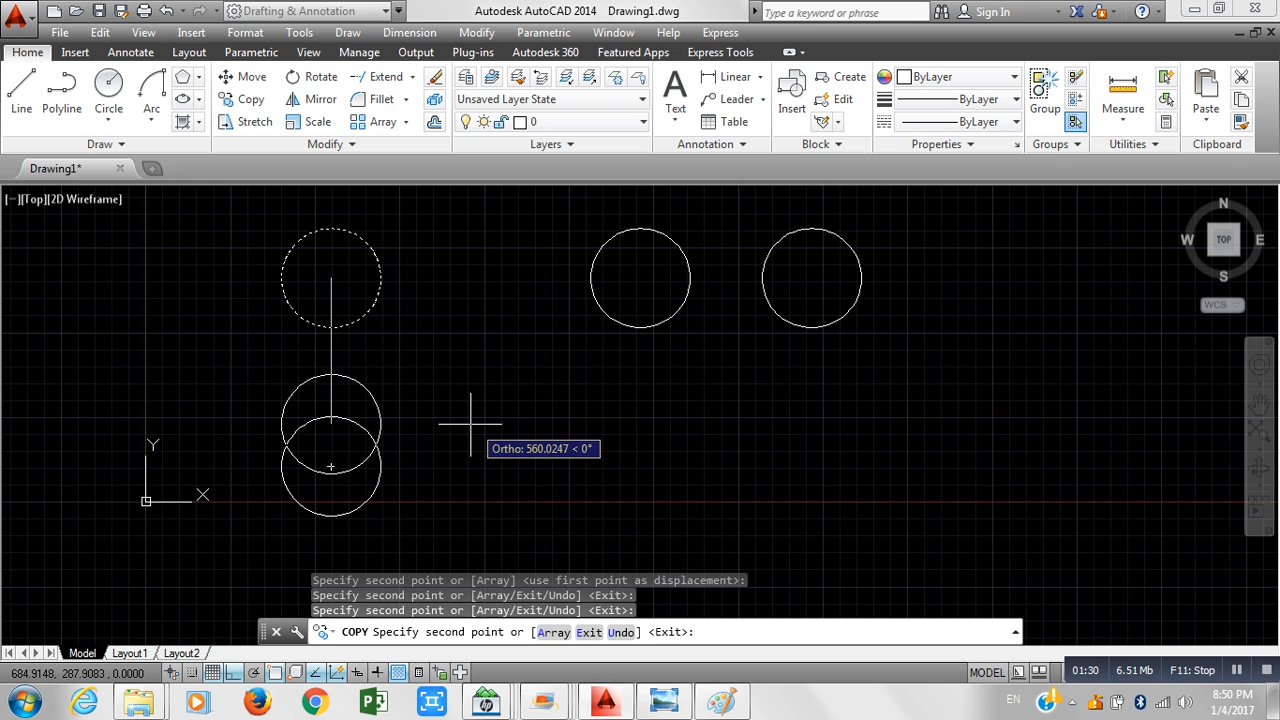 Drafting & Annotation
Autodesk AutoCAD 2014 Drawing1.dwg
Type a keyword or phrase
Sign In
File Edit View Insert Format Tools Draw Dimension Modify Parametric Window Help Express
Home Insert Annotate Layout Parametric View Manage Output Plug-ins Autodesk 360 Featured Apps Express Tools
Line Polyline Circle Arc
Move Rotate Extend
Copy Mirror Fillet
Stretch Scale Array
Unsaved Layer State
0
Text
Linear
Leader
Table
Insert
Create
Edit
ByLayer
ByLayer
ByLayer
Group
Measure
Paste
Draw Modify Layers Annotation Block Properties Groups Utilities Clipboard
Drawing1*
[−][Top][2D Wireframe]
N
W TOP E
S
WCS
Y
X
Ortho: 560.0247 < 0°
Specify second point or [Array] <use first point as displacement>:
Specify second point or [Array/Exit/Undo] <Exit>:
Specify second point or [Array/Exit/Undo] <Exit>:
COPY Specify second point or [Array Exit Undo] <Exit>:
Model Layout1 Layout2
684.9148, 287.9083, 0.0000
MODEL
01:30 6.51 Mb F11: Stop
EN
8:50 PM
1/4/2017